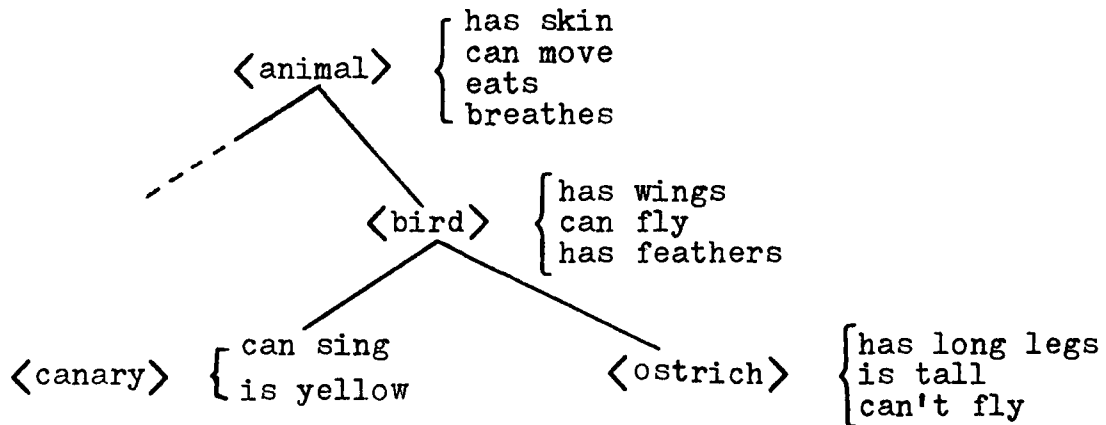 has skin
can move
<animal>
eats
breathes
has wings
<bird>
can fly
has feathers
can sing
<canary>
is yellow
<ostrich>
has long legs
is tall
can't fly